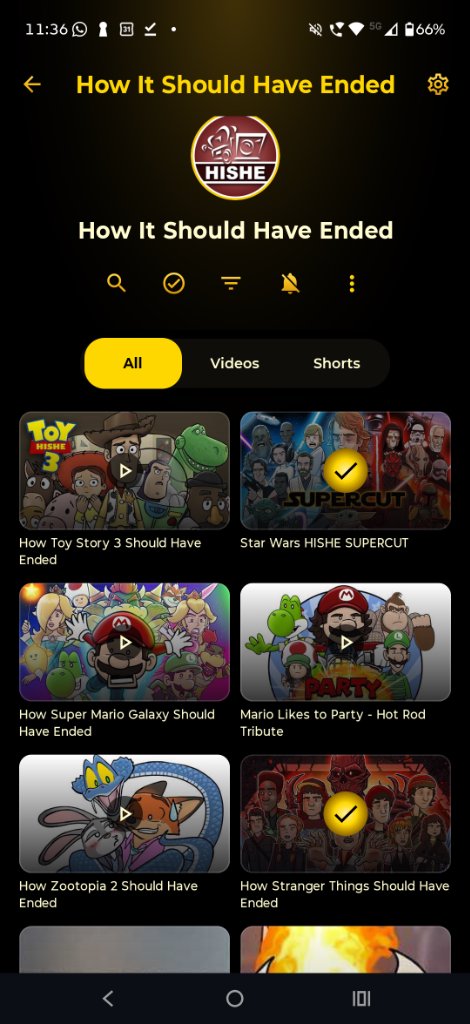 11:36
31
5G
66%
How It Should Have Ended
HISHE
How It Should Have Ended
All
Videos
Shorts
TOY
HISHE
3
SUPERCUT
How Toy Story 3 Should Have
Ended
Star Wars HISHE SUPERCUT
M
L
PARTY
How Super Mario Galaxy Should
Have Ended
Mario Likes to Party - Hot Rod
Tribute
How Zootopia 2 Should Have
Ended
How Stranger Things Should Have
Ended